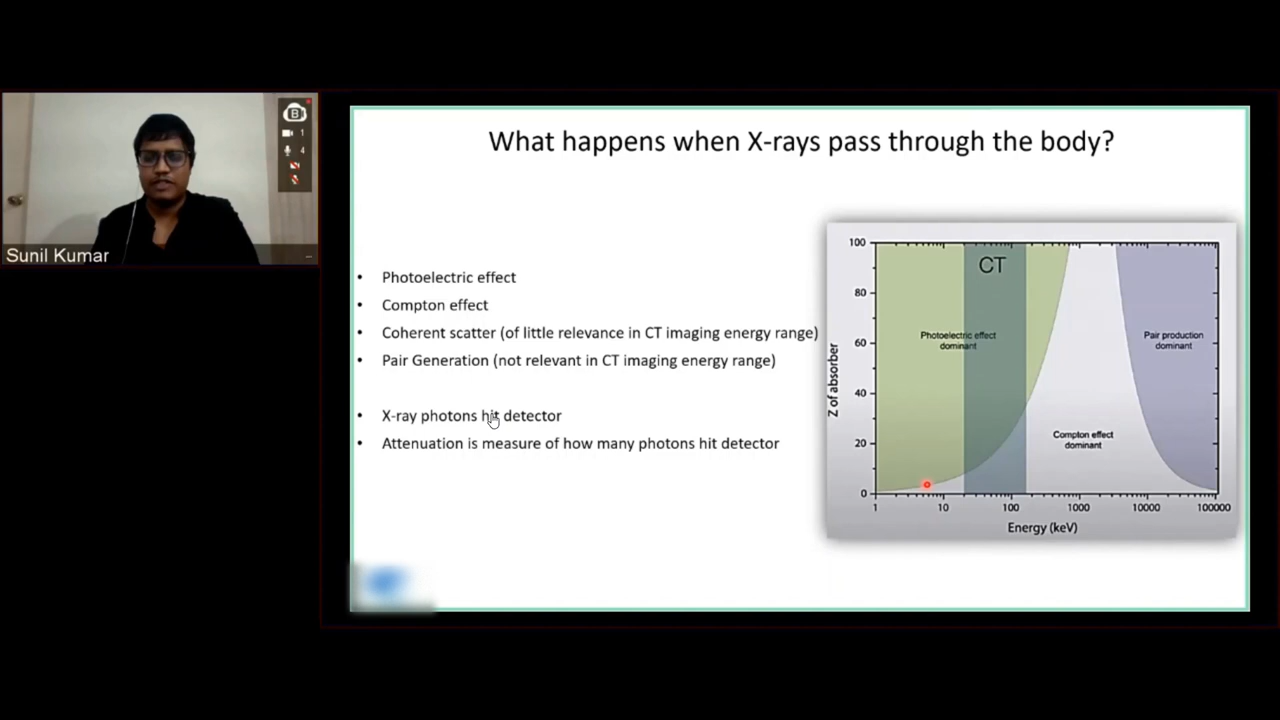 B
1
4
Sunil Kumar
What happens when X-rays pass through the body?
• Photoelectric effect
• Compton effect
• Coherent scatter (of little relevance in CT imaging energy range)
• Pair Generation (not relevant in CT imaging energy range)
• X-ray photons hit detector
• Attenuation is measure of how many photons hit detector
CT
Photoelectric effect
dominant
Pair production
dominant
Compton effect
dominant
Z of absorber
100
80
60
40
20
0
1 10 100 1000 10000 100000
Energy (keV)